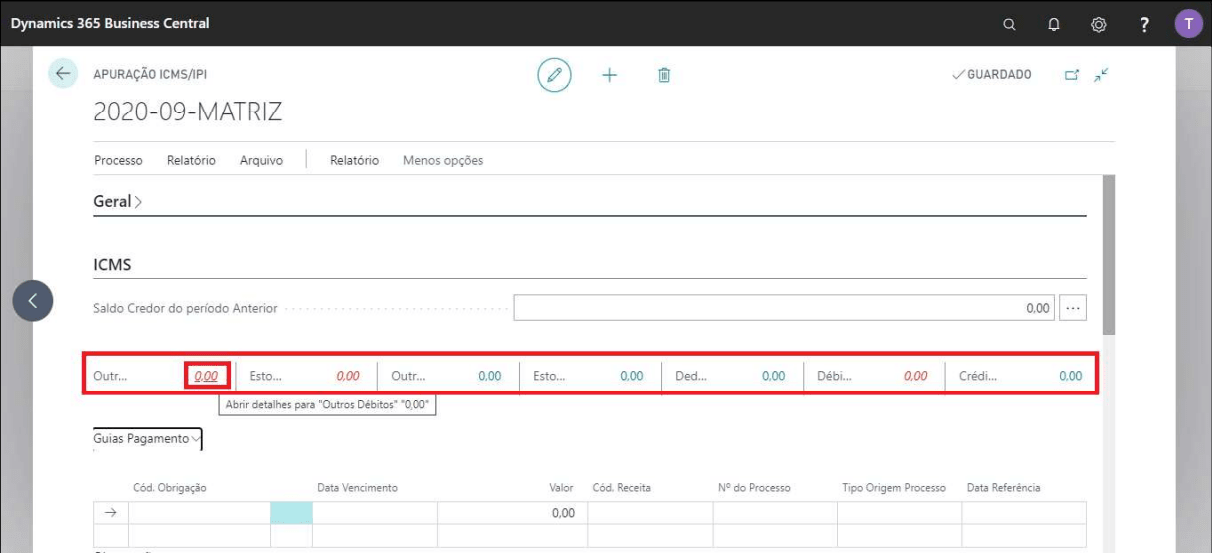 Dynamics 365 Business Central
?
T
APURAÇÃO ICMS/IPI
GUARDADO
2020-09-MATRIZ
Processo Relatório Arquivo Relatório Menos opções
Geral
ICMS
Saldo Credor do período Anterior 0,00 ...
Outr... 0,00 Esto... 0,00 Outr... 0,00 Esto... 0,00 Ded... 0,00 Débi... 0,00 Crédi... 0,00
Abrir detalhes para "Outros Débitos" "0,00"
Guias Pagamento
Cód. Obrigação Data Vencimento Valor Cód. Receita Nº do Processo Tipo Origem Processo Data Referência
0,00